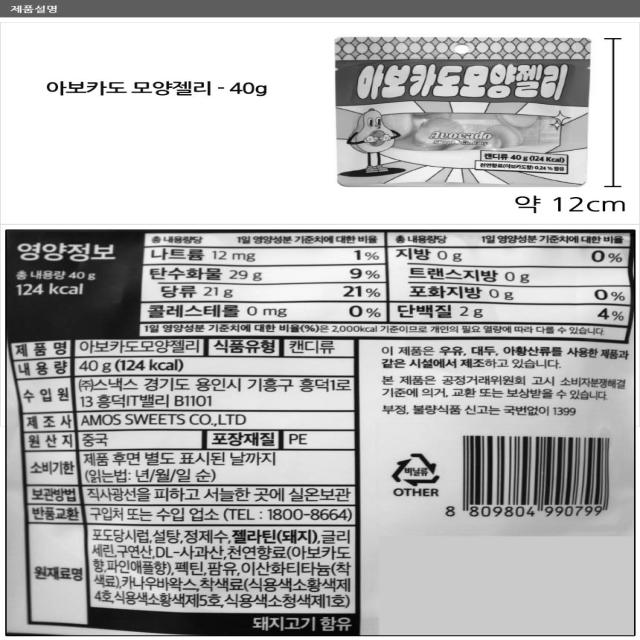 제품설명
아보카도 모양젤리 - 40g
아보카도모양젤리
Avocado
캔디류 40 g (124 Kcal)
천연향료(아보카도향) 0.24 % 함유
약 12cm
영양정보
총 내용량 40 g
124 kcal
총 내용량당 1일 영양성분 기준치에 대한 비율
나트륨 12 mg 1 %
탄수화물 29 g 9 %
당류 21 g 21 %
콜레스테롤 0 mg 0 %
총 내용량당 1일 영양성분 기준치에 대한 비율
지방 0 g 0 %
트랜스지방 0 g
포화지방 0 g 0 %
단백질 2 g 4 %
1일 영양성분 기준치에 대한 비율(%)은 2,000kcal 기준이므로 개인의 필요 열량에 따라 다를 수 있습니다.
제 품 명 아보카도모양젤리 식품유형 캔디류
내 용 량 40 g (124 kcal)
수 입 원 ㈜스낵스 경기도 용인시 기흥구 흥덕1로
13 흥덕IT밸리 B1101
제 조 사 AMOS SWEETS CO.,LTD
원 산 지 중국 포장재질 PE
소비기한 제품 후면 별도 표시된 날까지
(읽는법: 년/월/일 순)
보관방법 직사광선을 피하고 서늘한 곳에 실온보관
반품교환 구입처 또는 수입 업소 (TEL : 1800-8664)
원재료명 포도당시럽,설탕,정제수,젤라틴(돼지),글리
세린,구연산,DL-사과산,천연향료(아보카도
향,파인애플향),펙틴,팜유,이산화티타늄(착
색료),카나우바왁스,착색료(식용색소황색제
4호,식용색소황색제5호,식용색소청색제1호)
돼지고기 함유
이 제품은 우유, 대두, 아황산류를 사용한 제품과
같은 시설에서 제조하고 있습니다.
본 제품은 공정거래위원회 고시 소비자분쟁해결
기준에 의거, 교환 또는 보상받을 수 있습니다.
부정, 불량식품 신고는 국번없이 1399
비닐류
OTHER
8 809804 990799